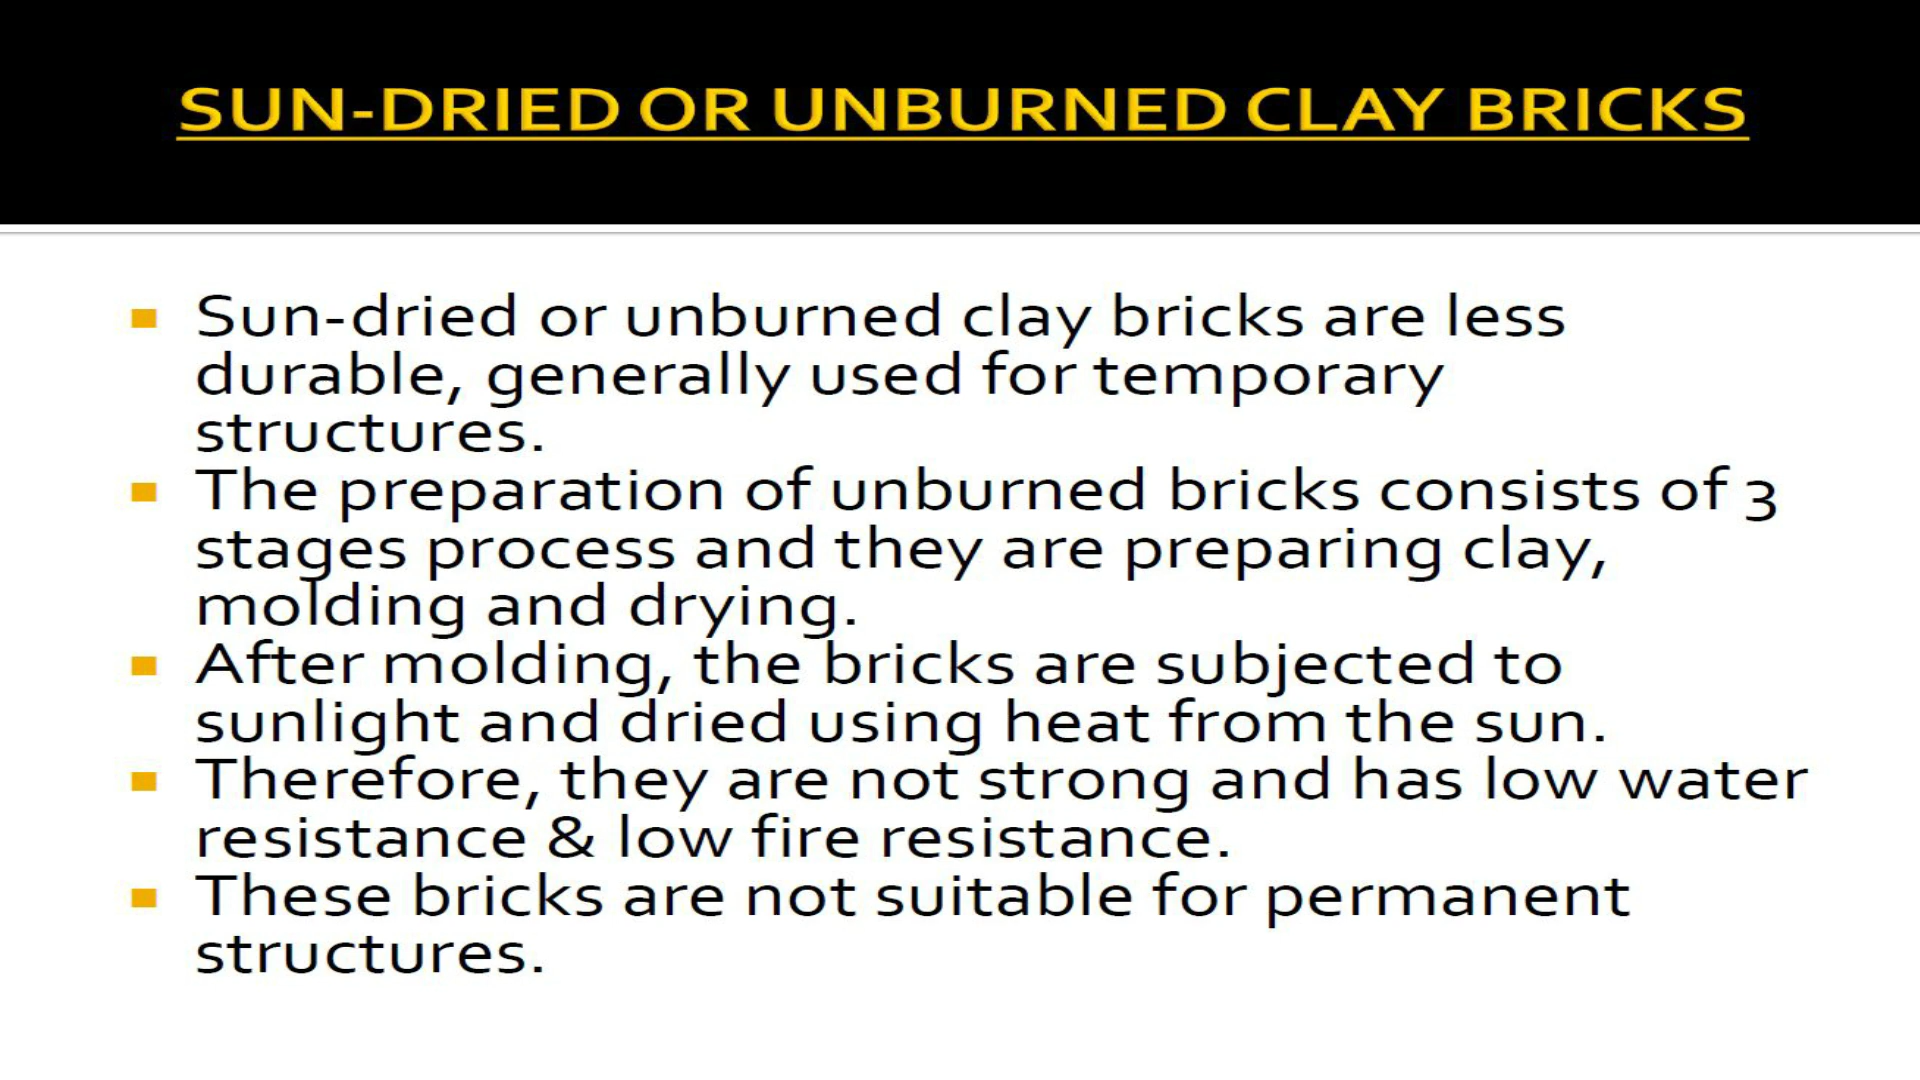 SUN-DRIED OR UNBURNED CLAY BRICKS
Sun-dried or unburned clay bricks are less
durable, generally used for temporary
structures.
The preparation of unburned bricks consists of 3
stages process and they are preparing clay,
molding and drying.
After molding, the bricks are subjected to
sunlight and dried using heat from the sun.
Therefore, they are not strong and has low water
resistance & low fire resistance.
These bricks are not suitable for permanent
structures.